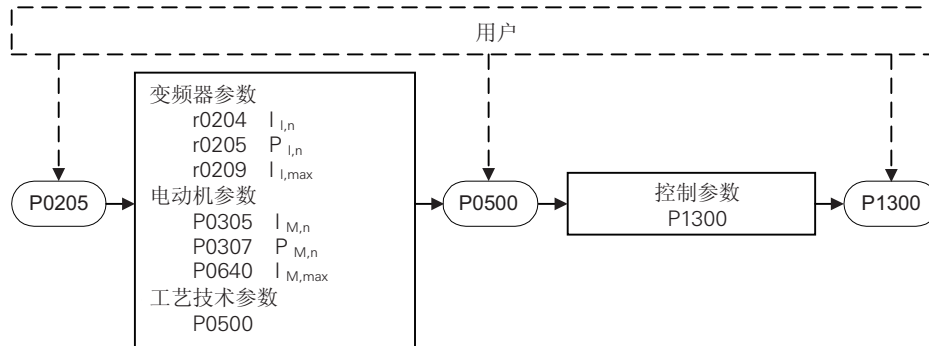 用户
P0205
变频器参数
r0204 I I,n
r0205 P I,n
r0209 I I,max
电动机参数
P0305 I M,n
P0307 P M,n
P0640 I M,max
工艺技术参数
P0500
P0500
控制参数
P1300
P1300